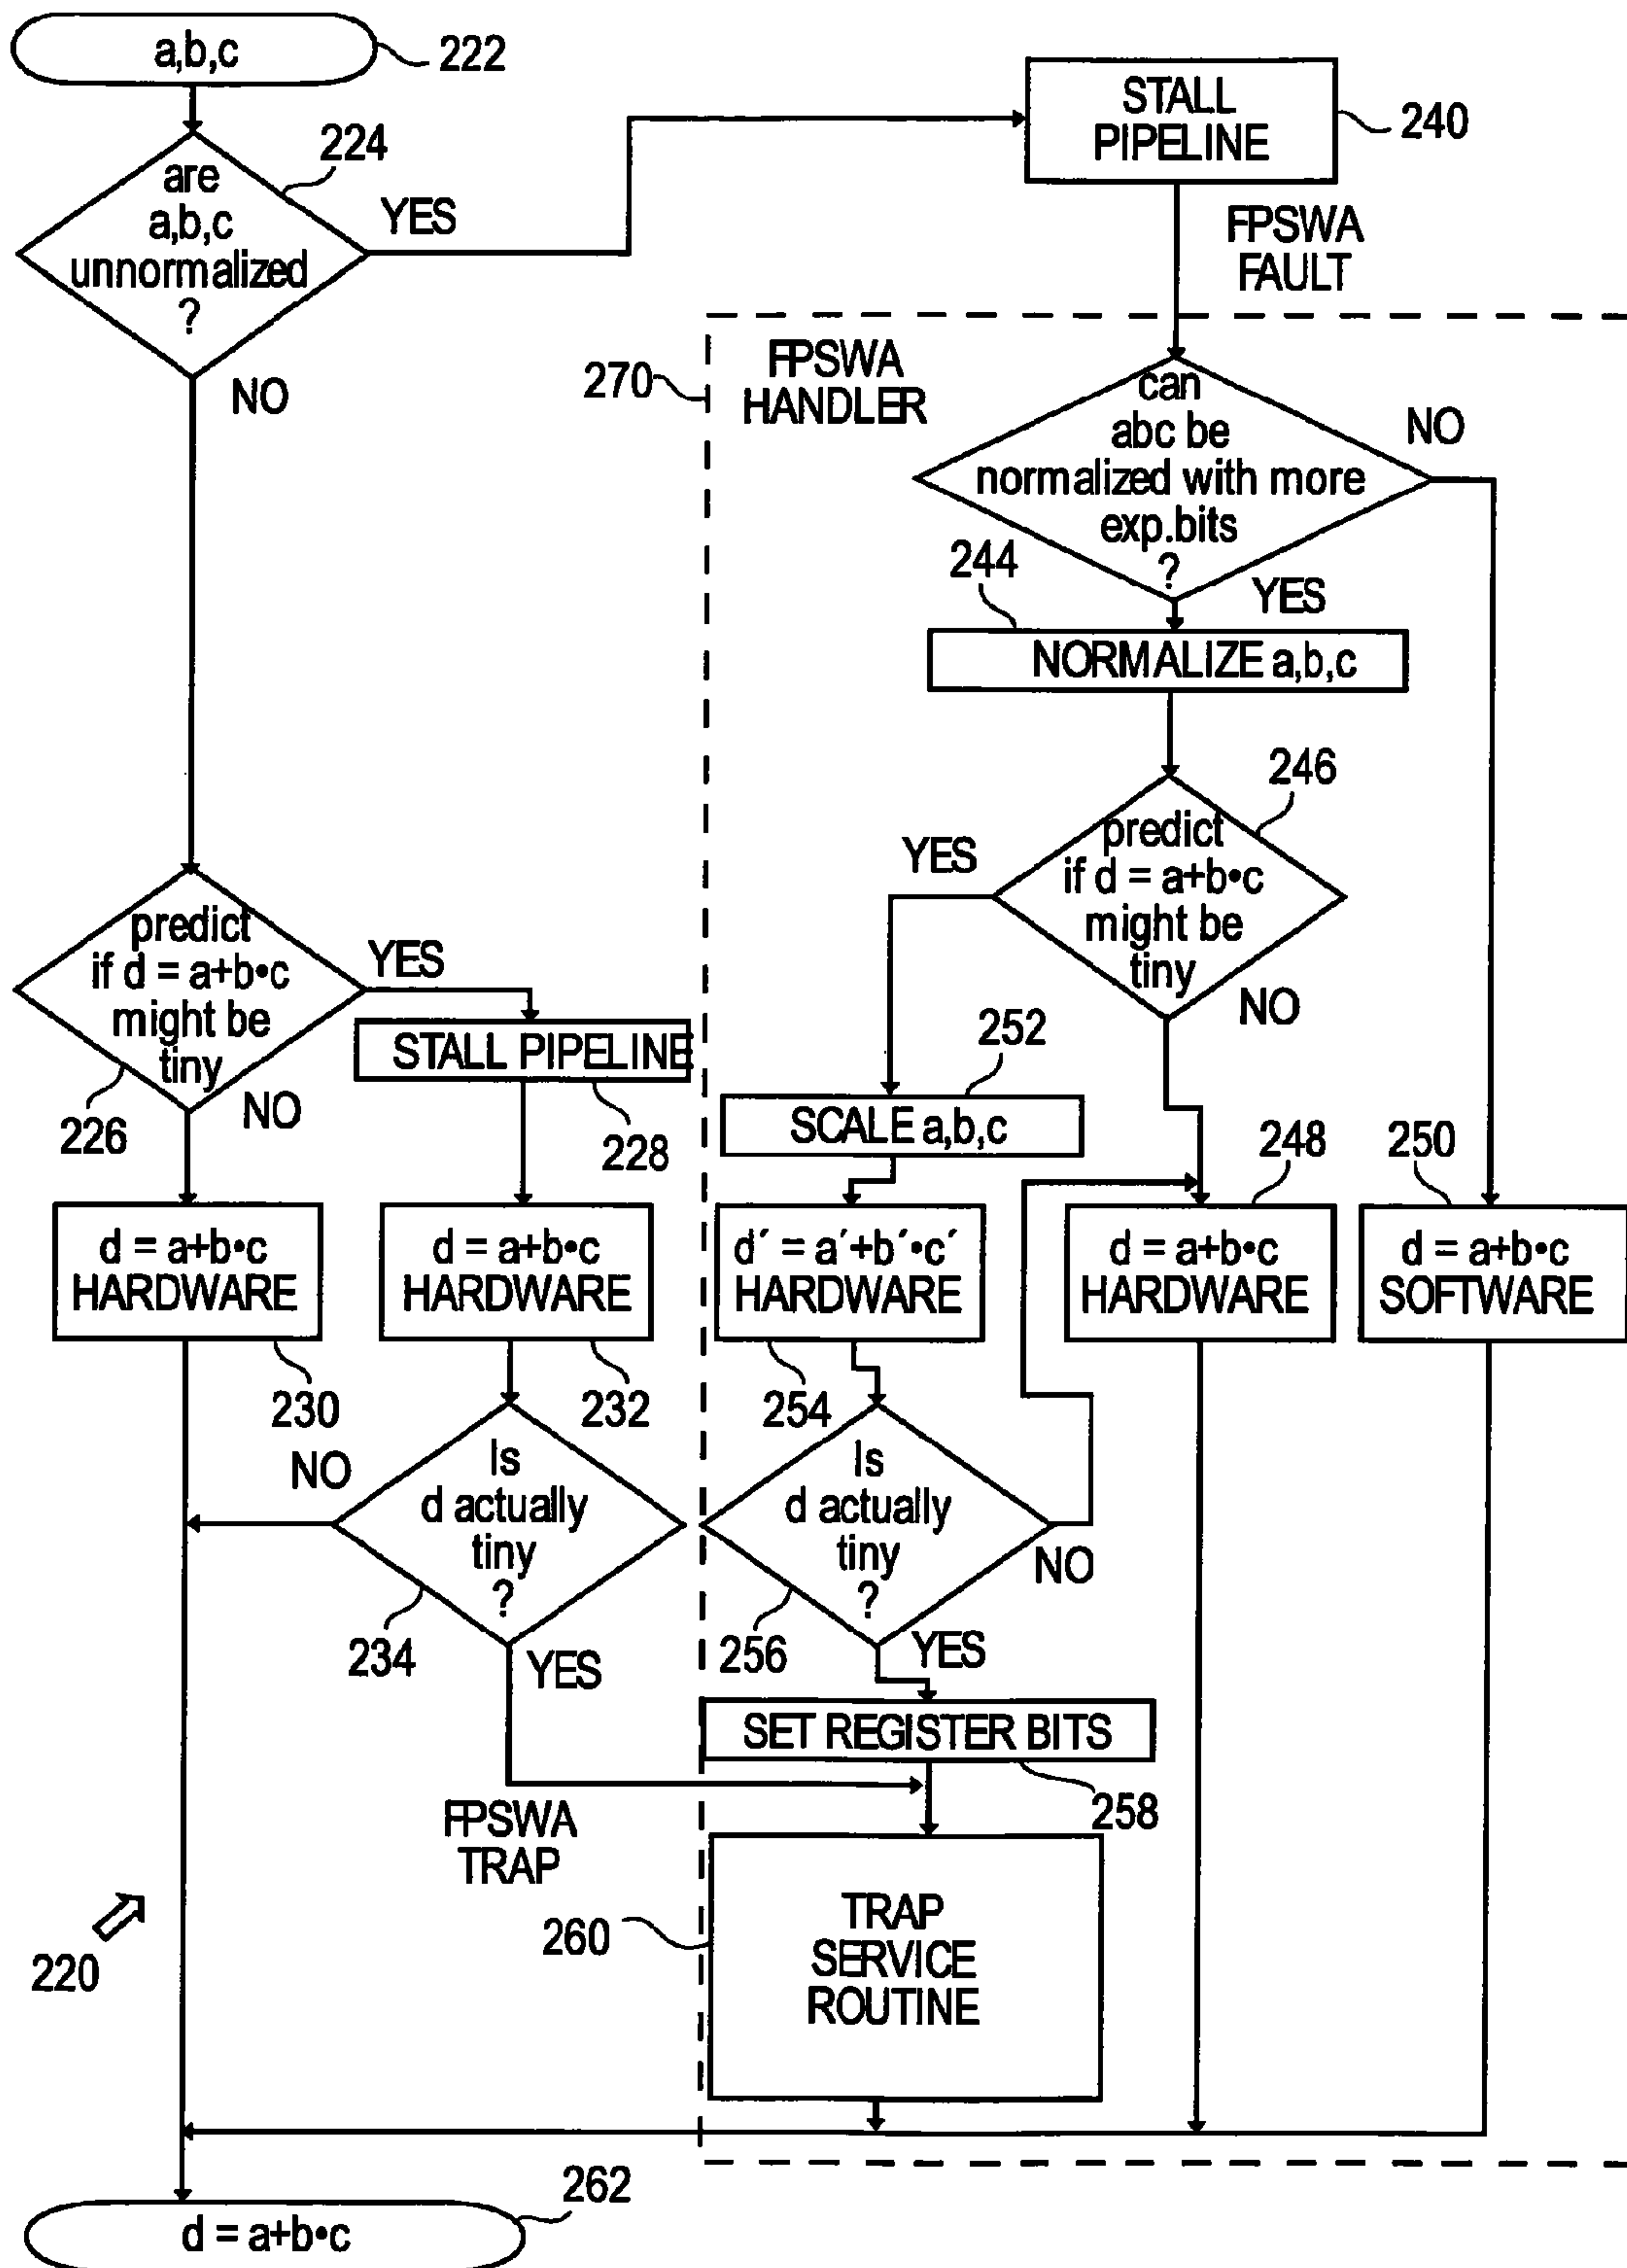 a,b,c
222
are
a,b,c
unnormalized
?
224
YES
NO
STALL
PIPELINE
240
FPSWA
FAULT
270
FPSWA
HANDLER
can
abc be
normalized with more
exp.bits
?
NO
YES
244
NORMALIZE a,b,c
predict
if d = a+b•c
might be
tiny
246
YES
NO
predict
if d = a+b•c
might be
tiny
YES
NO
226
STALL PIPELINE
228
252
SCALE a,b,c
248
250
d = a+b•c
HARDWARE
230
d = a+b•c
HARDWARE
232
d´ = a´+b´•c´
HARDWARE
254
d = a+b•c
HARDWARE
d = a+b•c
SOFTWARE
Is
d actually
tiny
?
NO
234
YES
Is
d actually
tiny
?
NO
256
YES
SET REGISTER BITS
258
FPSWA
TRAP
TRAP
SERVICE
ROUTINE
260
220
d = a+b•c
262